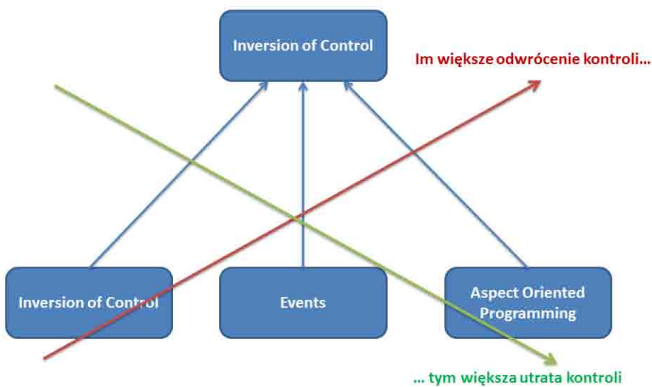 Inversion of Control
Im większe odwrócenie kontroli...
Inversion of Control
Events
Aspect Oriented
Programming
... tym większa utrata kontroli